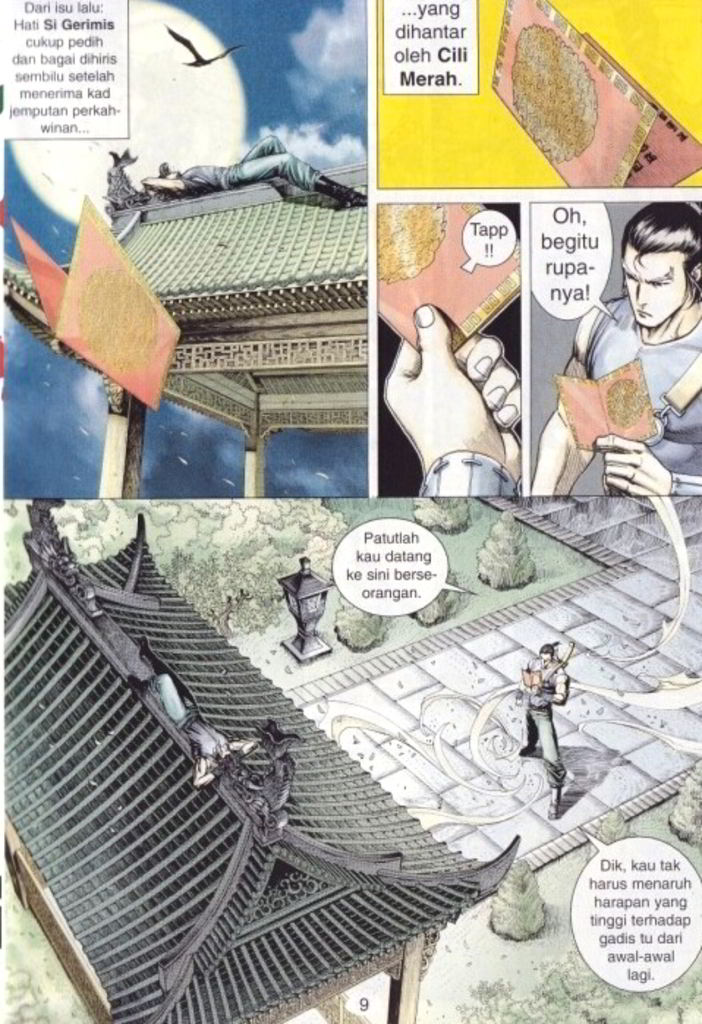 Dari isu lalu:
Hati Si Gerimis
cukup pedih
dan bagai dihiris
sembilu setelah
menerima kad
jemputan perkah-
winan...
...yang
dihantar
oleh Cili
Merah.
Tapp
!!
Oh,
begitu
rupa-
nya!
Patutlah
kau datang
ke sini berse-
orangan.
Dik, kau tak
harus menaruh
harapan yang
tinggi terhadap
gadis tu dari
awal-awal
lagi.
9